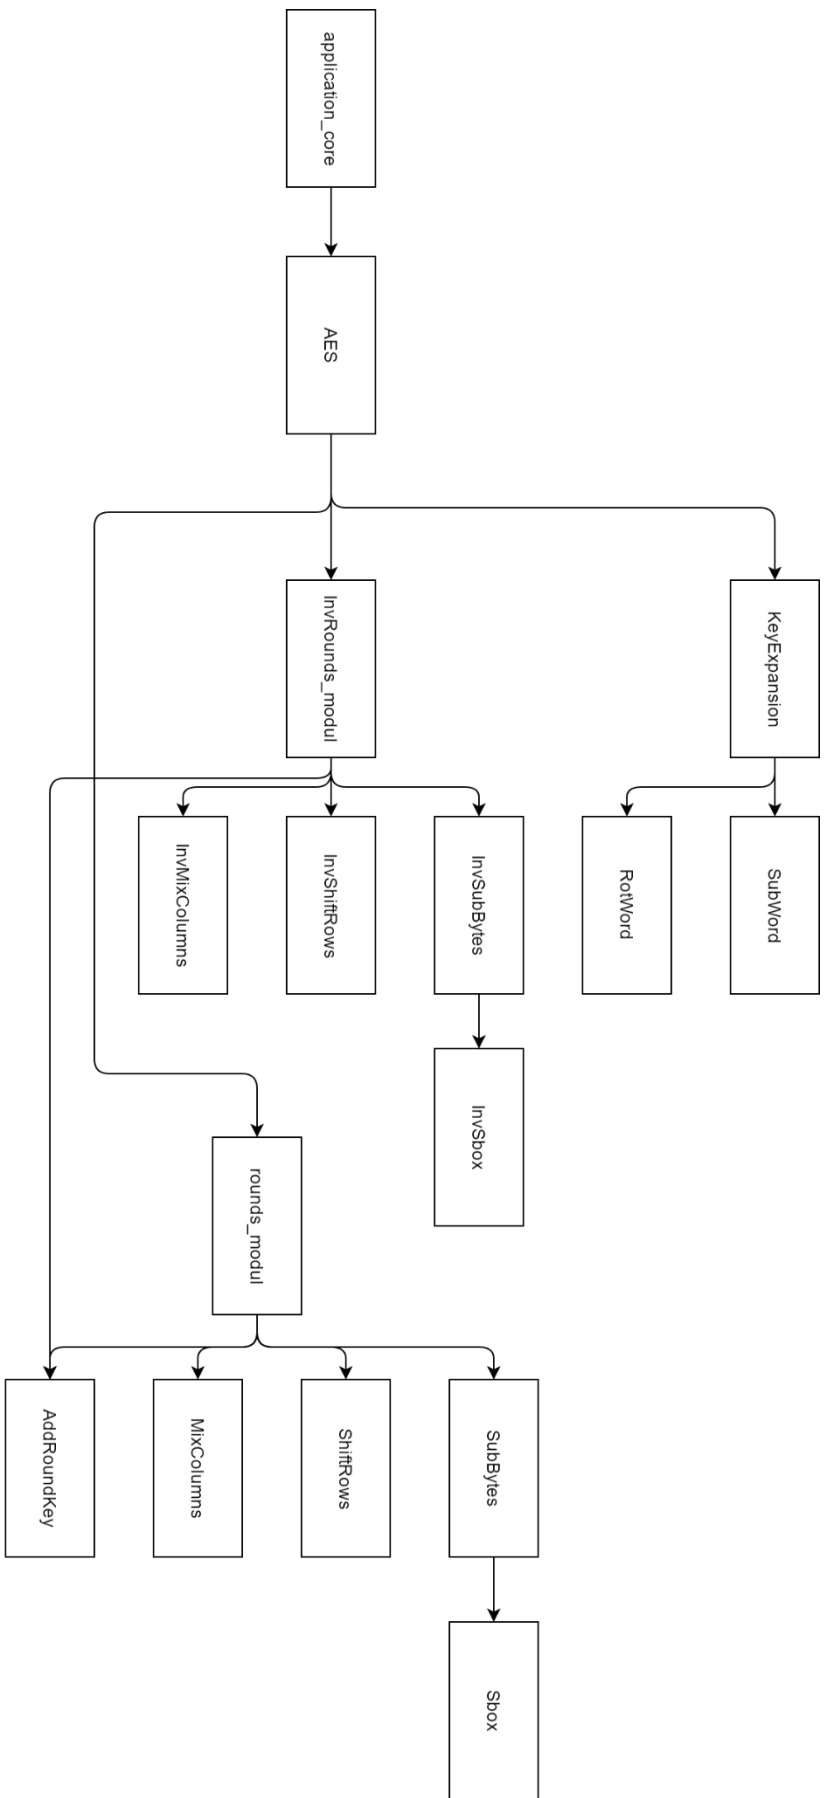 application_core
AES
KeyExpansion
InvRounds_modul
SubWord
RotWord
InvSubBytes
InvShiftRows
InvMixColumns
InvSbox
rounds_modul
SubBytes
ShiftRows
MixColumns
AddRoundKey
Sbox